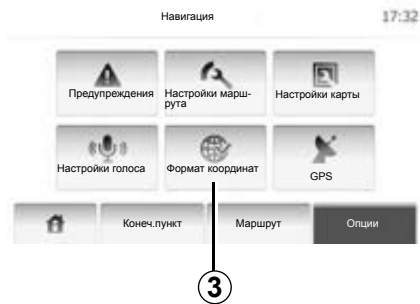 Навигация 17:32
Предупреждения Настройки марш-
рута Настройки карты
Настройки голоса Формат координат GPS
Конеч.пункт Маршрут Опции
3